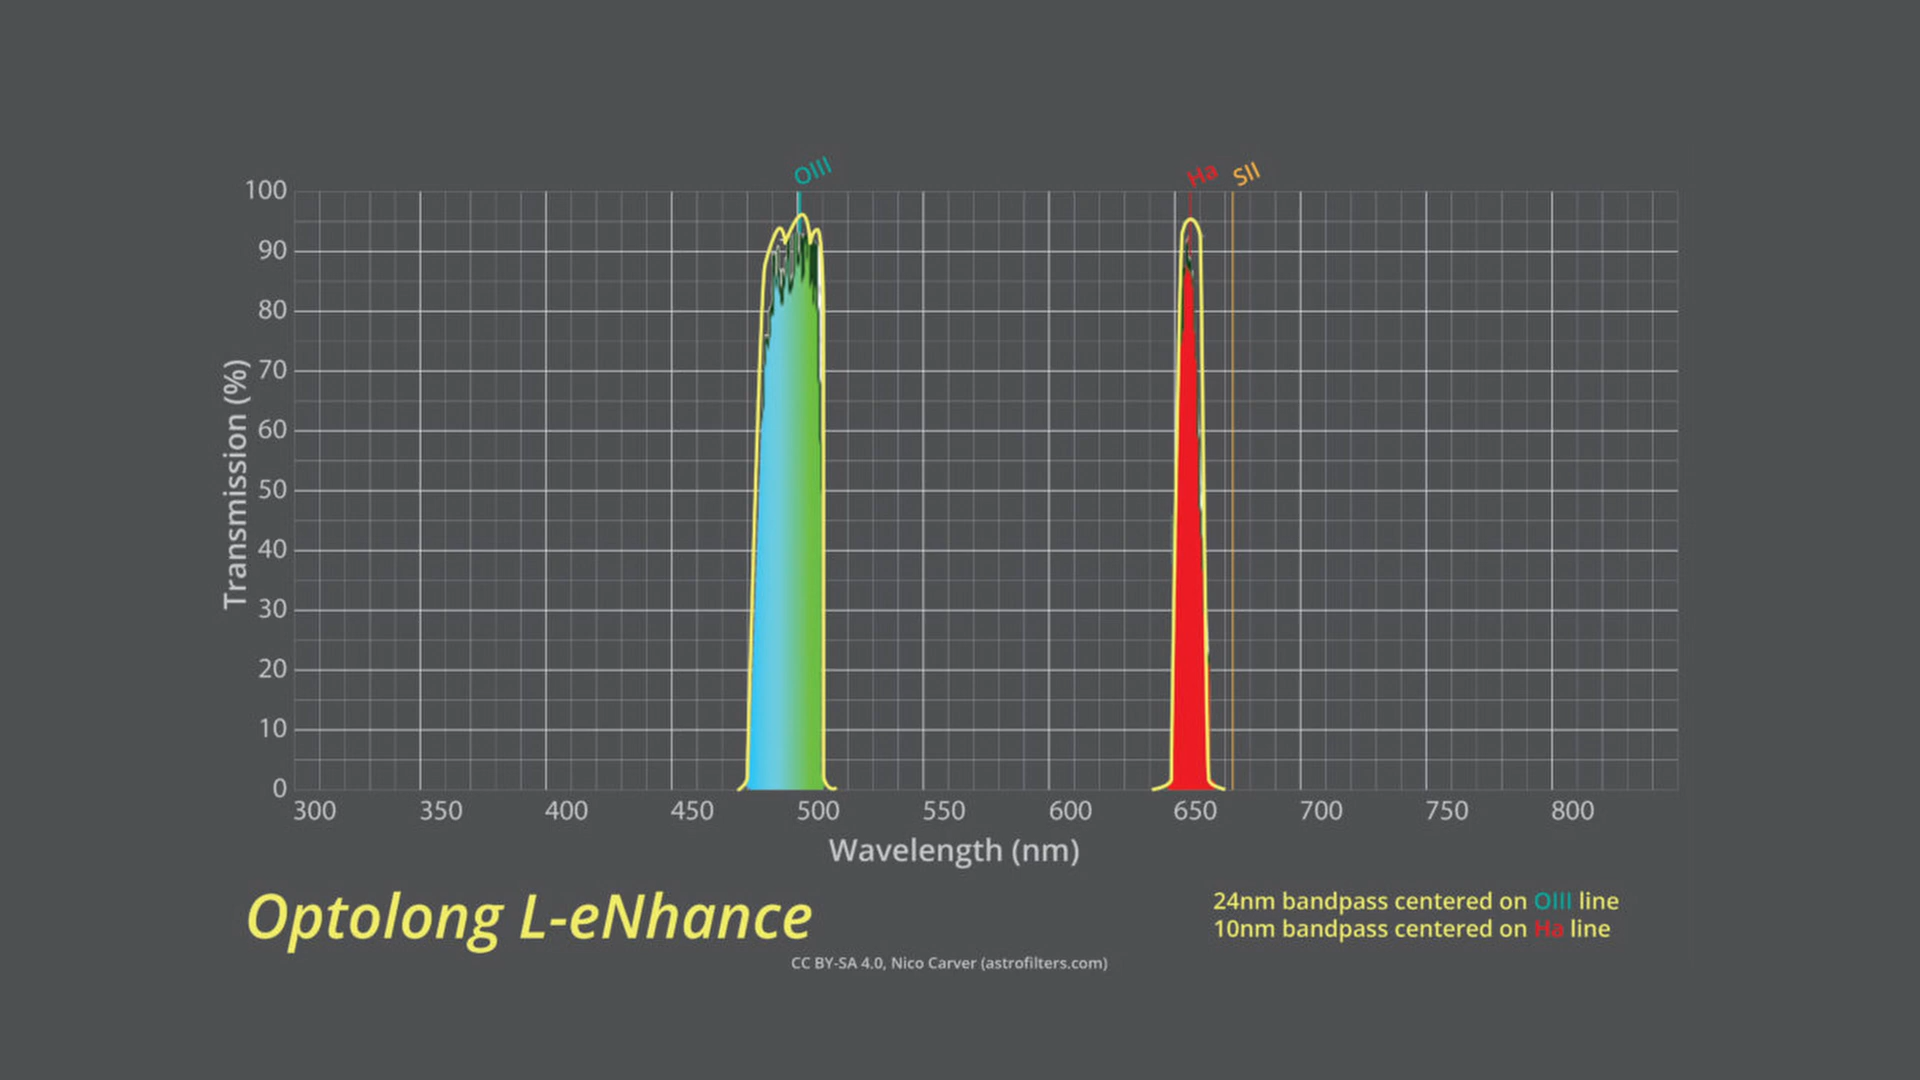 OIII
Ha
SII
100
90
80
70
60
50
40
30
20
10
0
Transmission (%)
300 350 400 450 500 550 600 650 700 750 800
Wavelength (nm)
Optolong L-eNhance
24nm bandpass centered on OIII line
10nm bandpass centered on Ha line
CC BY-SA 4.0, Nico Carver (astrofilters.com)